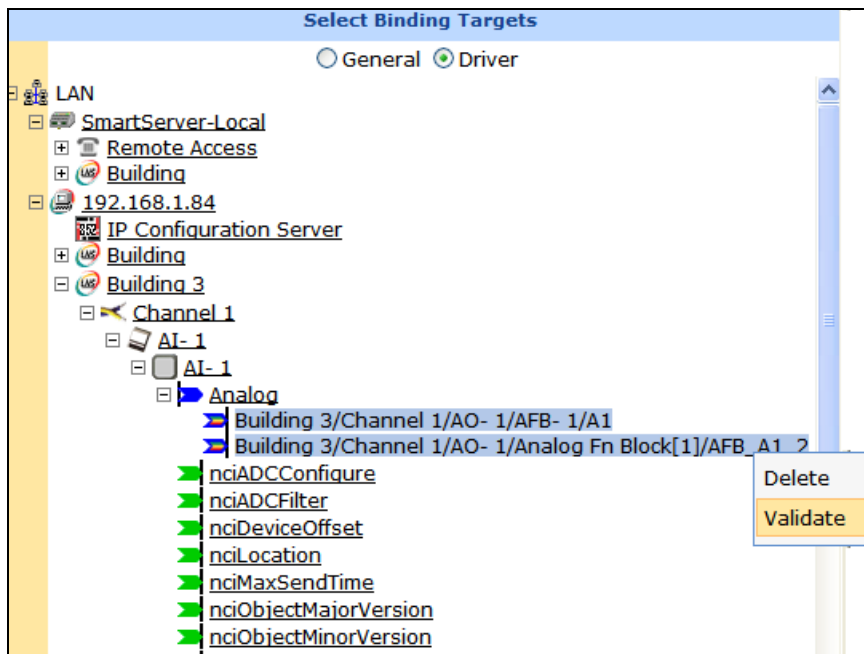 Select Binding Targets
General Driver
LAN
SmartServer-Local
Remote Access
Building
192.168.1.84
IP Configuration Server
Building
Building 3
Channel 1
AI- 1
AI- 1
Analog
Building 3/Channel 1/AO- 1/AFB- 1/A1
Building 3/Channel 1/AO- 1/Analog Fn Block[1]/AFB_A1_2
Delete
Validate
nciADCConfigure
nciADCFilter
nciDeviceOffset
nciLocation
nciMaxSendTime
nciObjectMajorVersion
nciObjectMinorVersion